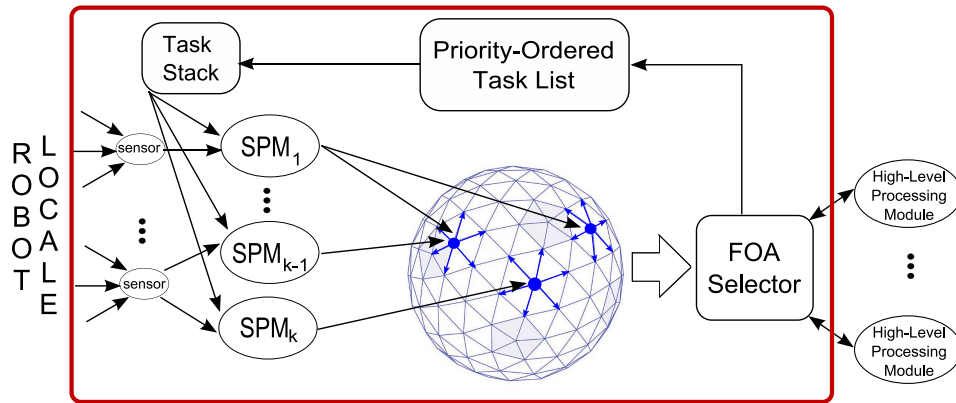 ROBOT
LOCALE
Task
Stack
Priority-Ordered
Task List
sensor
SPM1
SPMk-1
sensor
SPMk
FOA
Selector
High-Level
Processing
Module
High-Level
Processing
Module